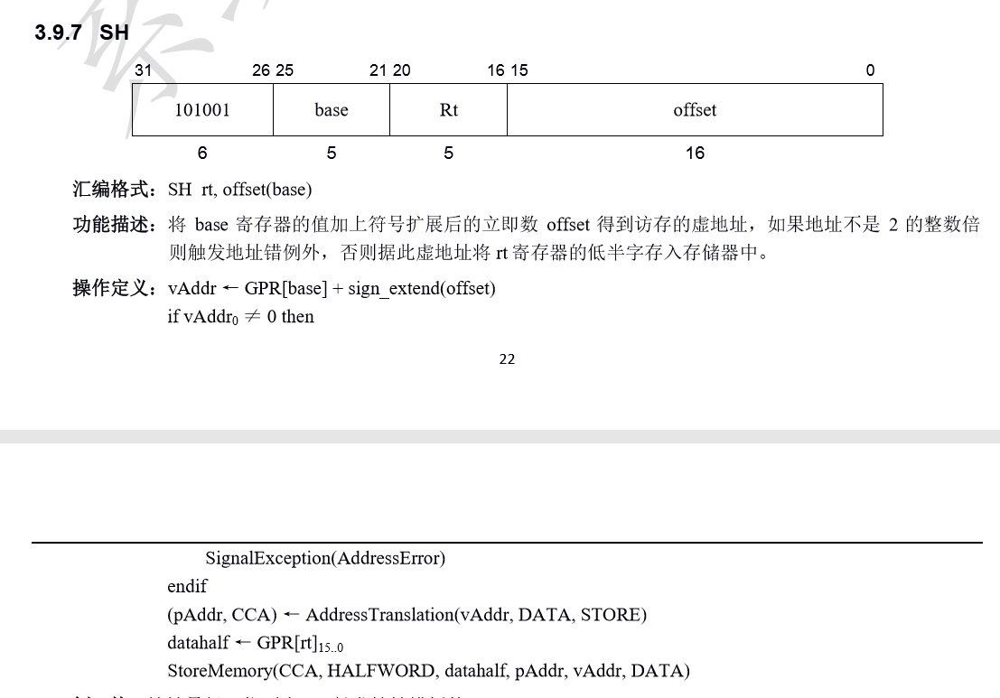 3.9.7 SH
31 26 25 21 20 16 15 0
101001 base Rt offset
6 5 5 16
汇编格式：SH rt, offset(base)
功能描述：将 base 寄存器的值加上符号扩展后的立即数 offset 得到访存的虚地址，如果地址不是 2 的整数倍
则触发地址错例外，否则据此虚地址将 rt 寄存器的低半字存入存储器中。
操作定义：vAddr ← GPR[base] + sign_extend(offset)
if vAddr0 ≠ 0 then
22
SignalException(AddressError)
endif
(pAddr, CCA) ← AddressTranslation(vAddr, DATA, STORE)
datahalf ← GPR[rt]15..0
StoreMemory(CCA, HALFWORD, datahalf, pAddr, vAddr, DATA)